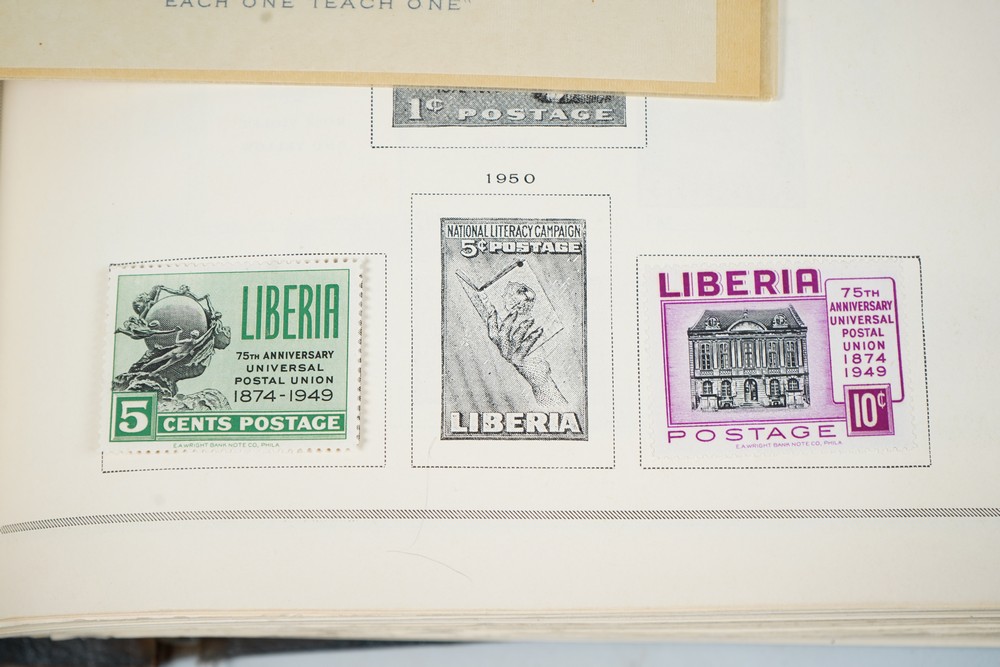 EACH ONE TEACH ONE"
1¢ POSTAGE
1950
LIBERIA
75TH ANNIVERSARY
UNIVERSAL
POSTAL UNION
1874-1949
5 CENTS POSTAGE
E.A. WRIGHT BANK NOTE CO., PHILA.
NATIONAL LITERACY CAMPAIGN
5¢ POSTAGE
LIBERIA
LIBERIA
75TH
ANNIVERSARY
UNIVERSAL
POSTAL
UNION
1874
1949
10¢
POSTAGE
E.A. WRIGHT BANK NOTE CO., PHILA.